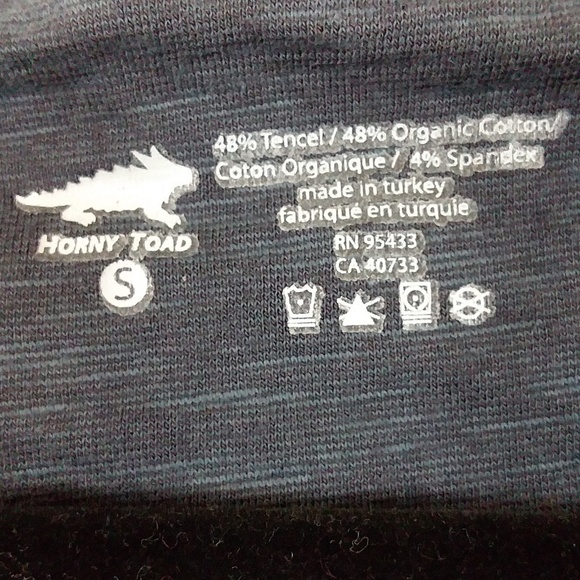 48% Tencel / 48% Organic Cotton/
Coton Organique / 4% Spandex
made in turkey
fabriqué en turquie
RN 95433
CA 40733
HORNY TOAD
S